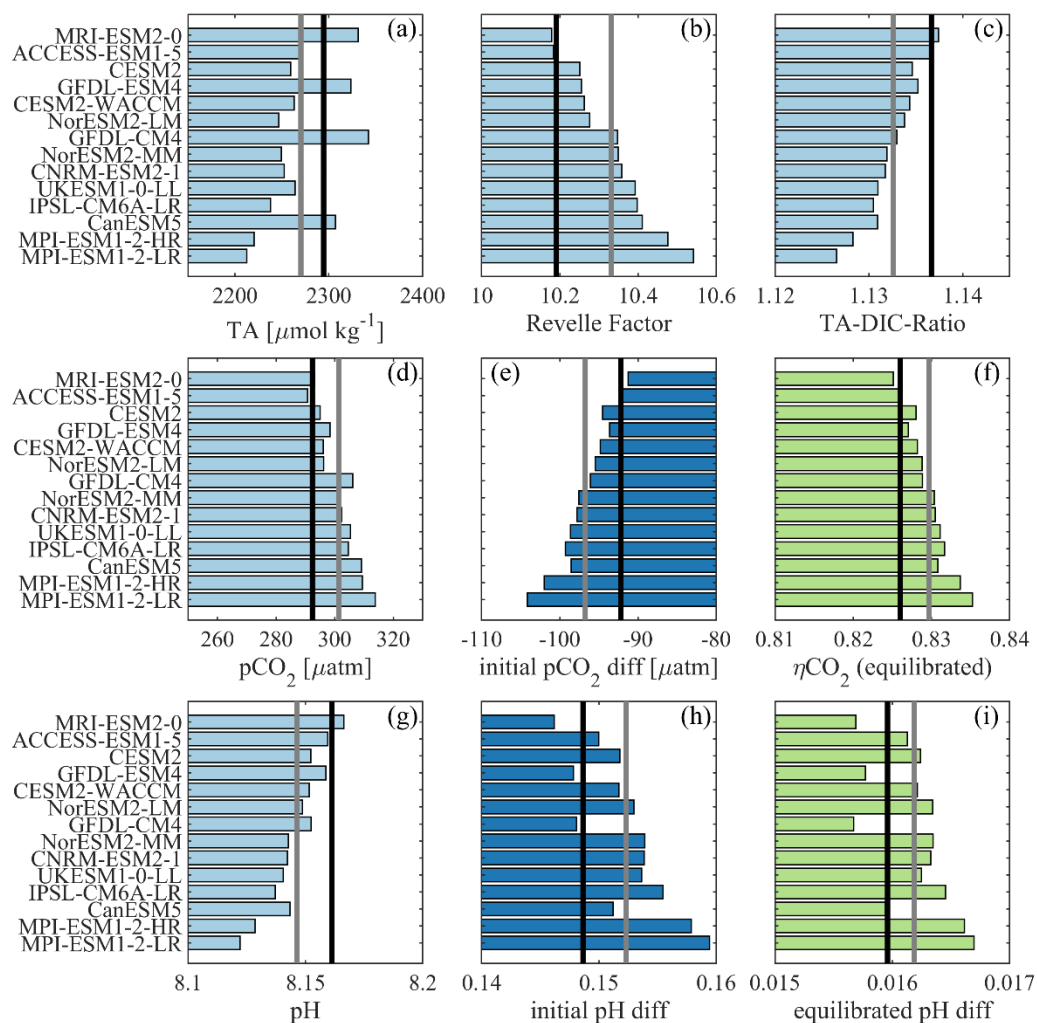 (a)
MRI-ESM2-0
ACCESS-ESM1-5
CESM2
GFDL-ESM4
CESM2-WACCM
NorESM2-LM
GFDL-CM4
NorESM2-MM
CNRM-ESM2-1
UKESM1-0-LL
IPSL-CM6A-LR
CanESM5
MPI-ESM1-2-HR
MPI-ESM1-2-LR
2200 2300 2400
TA [µmol kg⁻¹]
(b)
10 10.2 10.4 10.6
Revelle Factor
(c)
1.12 1.13 1.14
TA-DIC-Ratio
(d)
MRI-ESM2-0
ACCESS-ESM1-5
CESM2
GFDL-ESM4
CESM2-WACCM
NorESM2-LM
GFDL-CM4
NorESM2-MM
CNRM-ESM2-1
UKESM1-0-LL
IPSL-CM6A-LR
CanESM5
MPI-ESM1-2-HR
MPI-ESM1-2-LR
260 280 300 320
pCO₂ [µatm]
(e)
-110 -100 -90 -80
initial pCO₂ diff [µatm]
(f)
0.81 0.82 0.83 0.84
ηCO₂ (equilibrated)
(g)
MRI-ESM2-0
ACCESS-ESM1-5
CESM2
GFDL-ESM4
CESM2-WACCM
NorESM2-LM
GFDL-CM4
NorESM2-MM
CNRM-ESM2-1
UKESM1-0-LL
IPSL-CM6A-LR
CanESM5
MPI-ESM1-2-HR
MPI-ESM1-2-LR
8.1 8.15 8.2
pH
(h)
0.14 0.15 0.16
initial pH diff
(i)
0.015 0.016 0.017
equilibrated pH diff